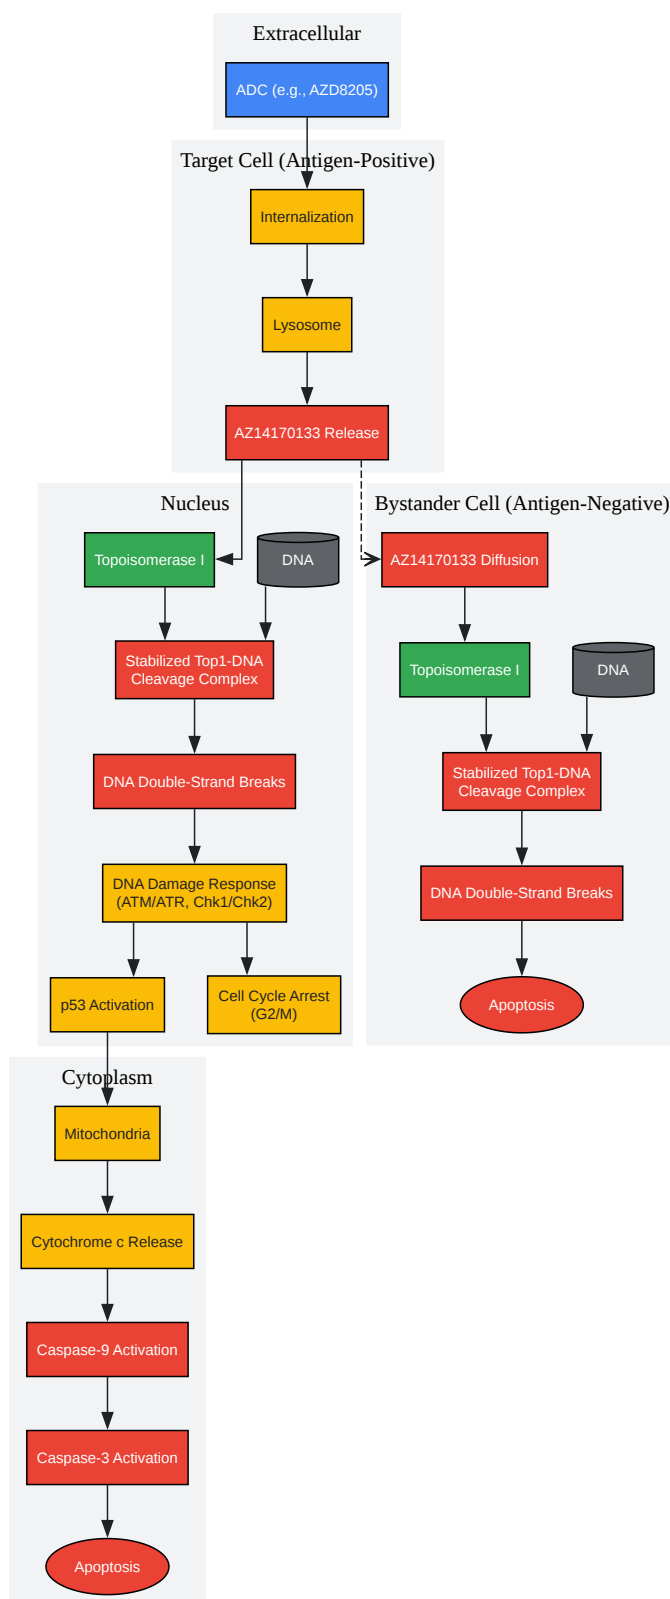 Extracellular
ADC (e.g., AZD8205)
Target Cell (Antigen-Positive)
Internalization
Lysosome
AZ14170133 Release
Nucleus
Topoisomerase I
DNA
Stabilized Top1-DNA
Cleavage Complex
DNA Double-Strand Breaks
DNA Damage Response
(ATM/ATR, Chk1/Chk2)
p53 Activation
Cell Cycle Arrest
(G2/M)
Bystander Cell (Antigen-Negative)
AZ14170133 Diffusion
Topoisomerase I
DNA
Stabilized Top1-DNA
Cleavage Complex
DNA Double-Strand Breaks
Apoptosis
Cytoplasm
Mitochondria
Cytochrome c Release
Caspase-9 Activation
Caspase-3 Activation
Apoptosis